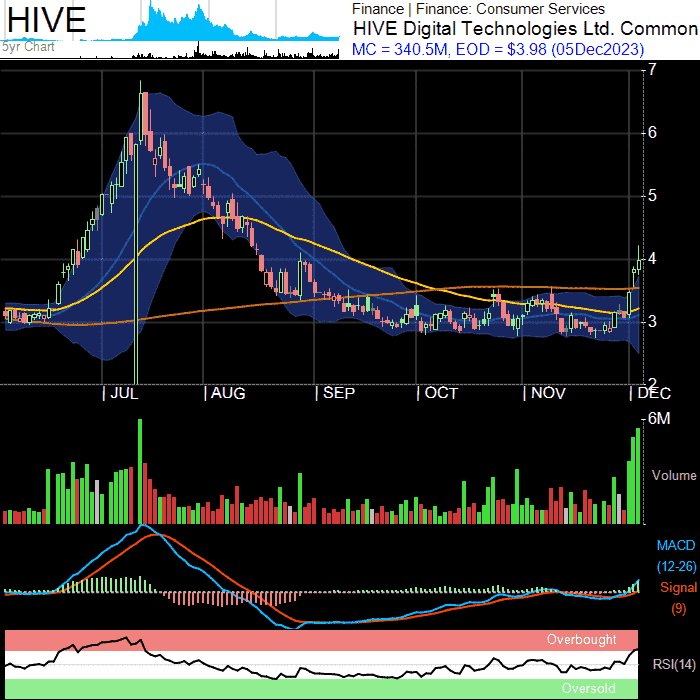 HIVE
5yr Chart
Finance | Finance: Consumer Services
HIVE Digital Technologies Ltd. Common
MC = 340.5M, EOD = $3.98 (05Dec2023)
7
6
5
4
3
2
JUL AUG SEP OCT NOV DEC
6M
Volume
MACD
(12-26)
Signal
(9)
Overbought
RSI(14)
Oversold